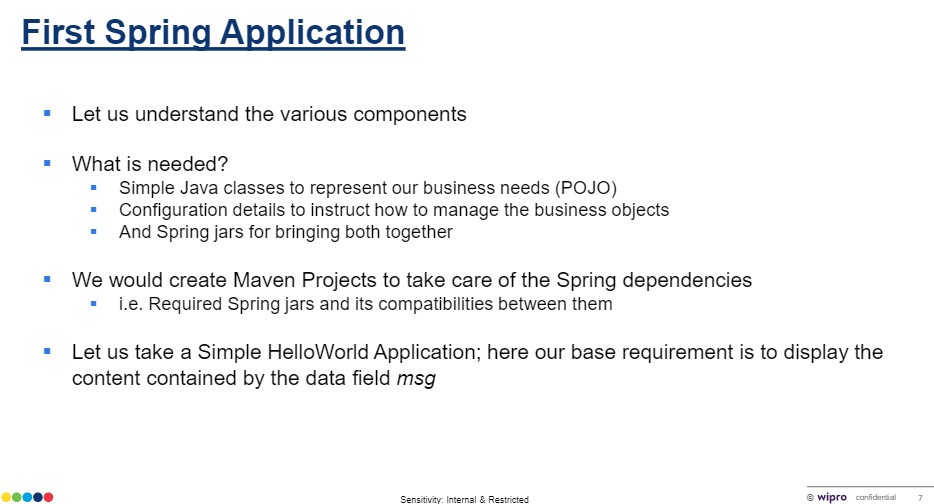 First Spring Application
Let us understand the various components
What is needed?
Simple Java classes to represent our business needs (POJO)
Configuration details to instruct how to manage the business objects
And Spring jars for bringing both together
We would create Maven Projects to take care of the Spring dependencies
i.e. Required Spring jars and its compatibilities between them
Let us take a Simple HelloWorld Application; here our base requirement is to display the
content contained by the data field msg
Sensitivity: Internal & Restricted
© wipro confidential 7